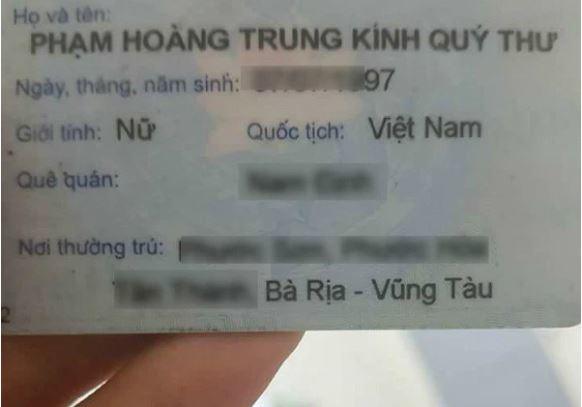 Họ và tên:
PHẠM HOÀNG TRUNG KÍNH QUÝ THƯ
Ngày, tháng, năm sinh: 97
Giới tính: Nữ Quốc tịch: Việt Nam
Quê quán:
Nơi thường trú:
Bà Rịa - Vũng Tàu
2